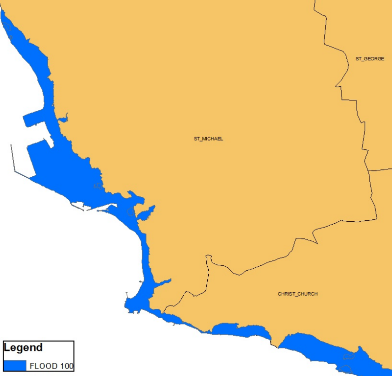 ST_GEORGE
ST_MICHAEL
CHRIST_CHURCH
Legend
FLOOD 100